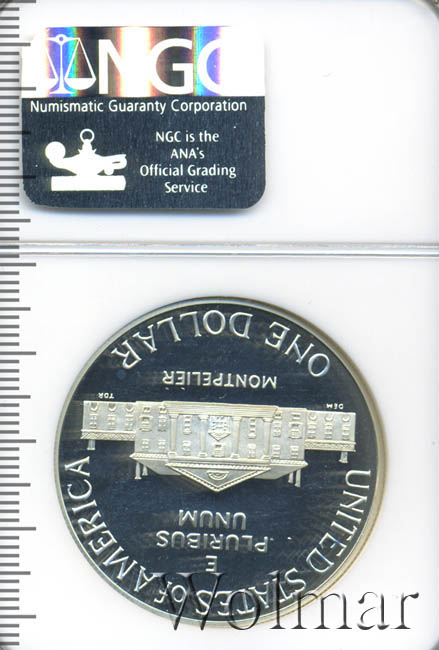 NGC
Numismatic Guaranty Corporation
NGC is the
ANA's
Official Grading
Service
ONE DOLLAR
MONTPELIER
TDR
DEM
UNITED STATES of AMERICA
UNUM
PLURIBUS
E
Wolmar